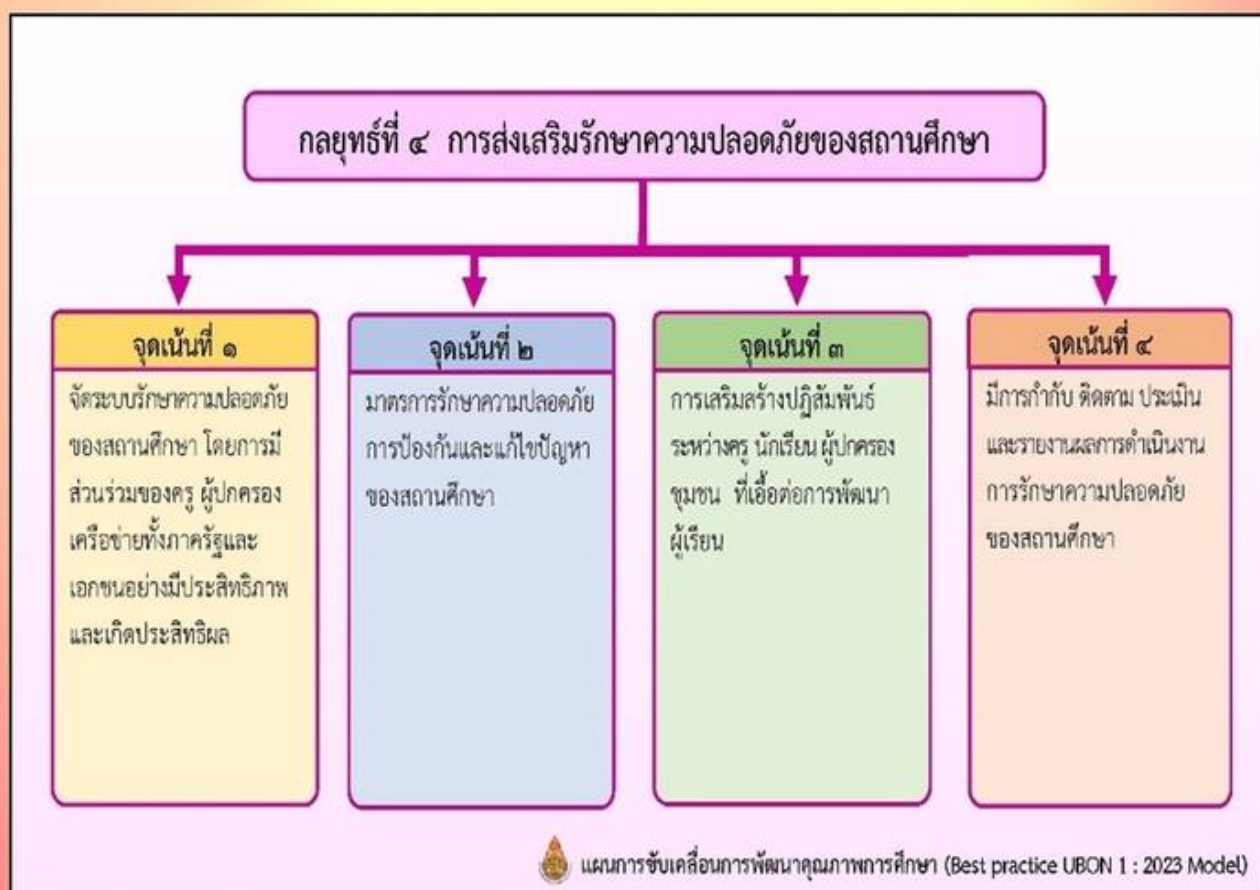 กลยุทธ์ที่ ๔ การส่งเสริมรักษาความปลอดภัยของสถานศึกษา
จุดเน้นที่ ๑
จัดระบบรักษาความปลอดภัย
ของสถานศึกษา โดยการมี
ส่วนร่วมของครู ผู้ปกครอง
เครือข่ายทั้งภาครัฐและ
เอกชนอย่างมีประสิทธิภาพ
และเกิดประสิทธิผล
จุดเน้นที่ ๒
มาตรการรักษาความปลอดภัย
การป้องกันและแก้ไขปัญหา
ของสถานศึกษา
จุดเน้นที่ ๓
การเสริมสร้างปฏิสัมพันธ์
ระหว่างครู นักเรียน ผู้ปกครอง
ชุมชน ที่เอื้อต่อการพัฒนา
ผู้เรียน
จุดเน้นที่ ๔
มีการกำกับ ติดตาม ประเมิน
และรายงานผลการดำเนินงาน
การรักษาความปลอดภัย
ของสถานศึกษา
แผนการขับเคลื่อนการพัฒนาคุณภาพการศึกษา (Best practice UBON 1 : 2023 Model)